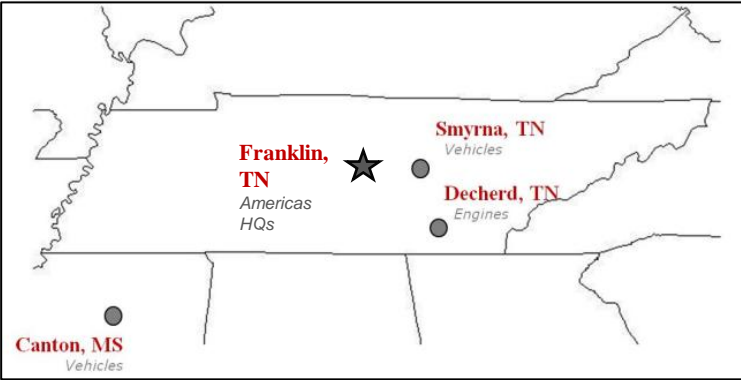 Smyrna, TN
Vehicles
Franklin,
TN
Americas
HQs
Decherd, TN
Engines
Canton, MS
Vehicles